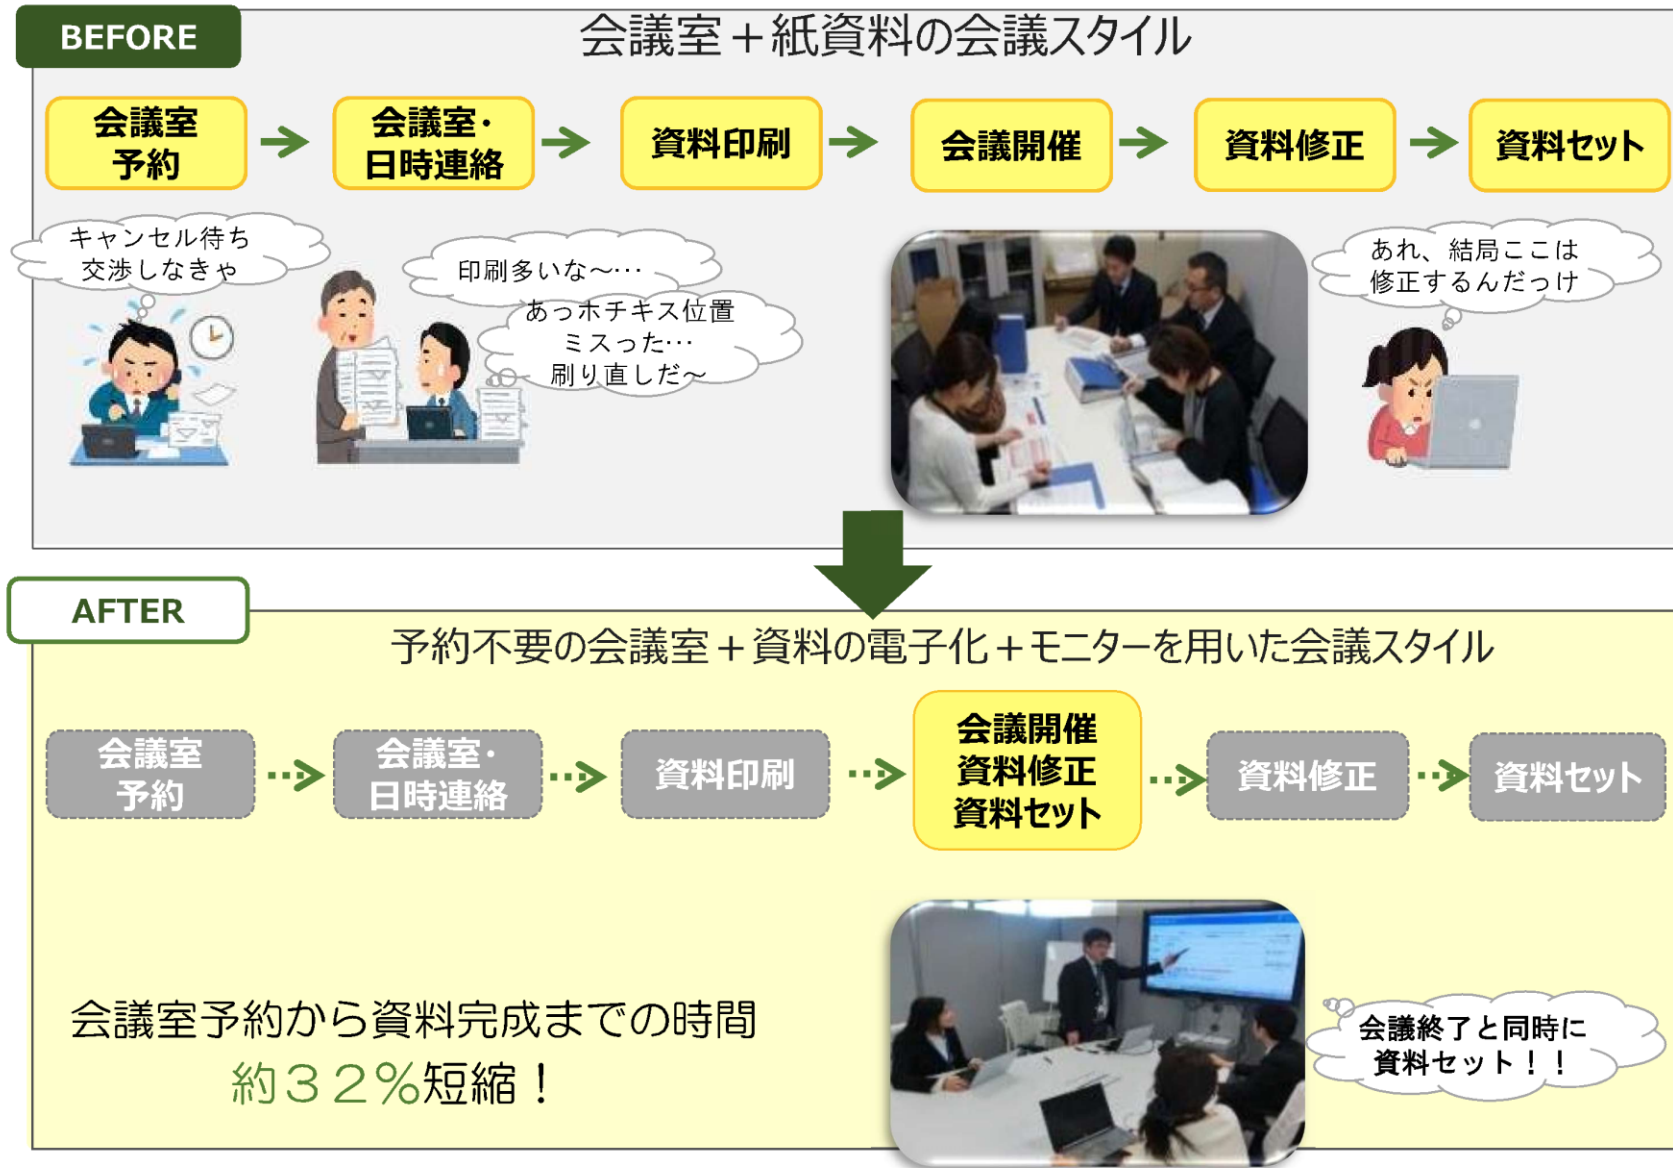 BEFORE
会議室＋紙資料の会議スタイル
会議室
予約
会議室・
日時連絡
資料印刷
会議開催
資料修正
資料セット
キャンセル待ち
交渉しなきゃ
印刷多いな～…
あっホチキス位置
ミスった…
刷り直しだ～
あれ、結局ここは
修正するんだっけ
AFTER
予約不要の会議室＋資料の電子化＋モニターを用いた会議スタイル
会議室
予約
会議室・
日時連絡
資料印刷
会議開催
資料修正
資料セット
資料修正
資料セット
会議室予約から資料完成までの時間
約３２％短縮！
会議終了と同時に
資料セット！！